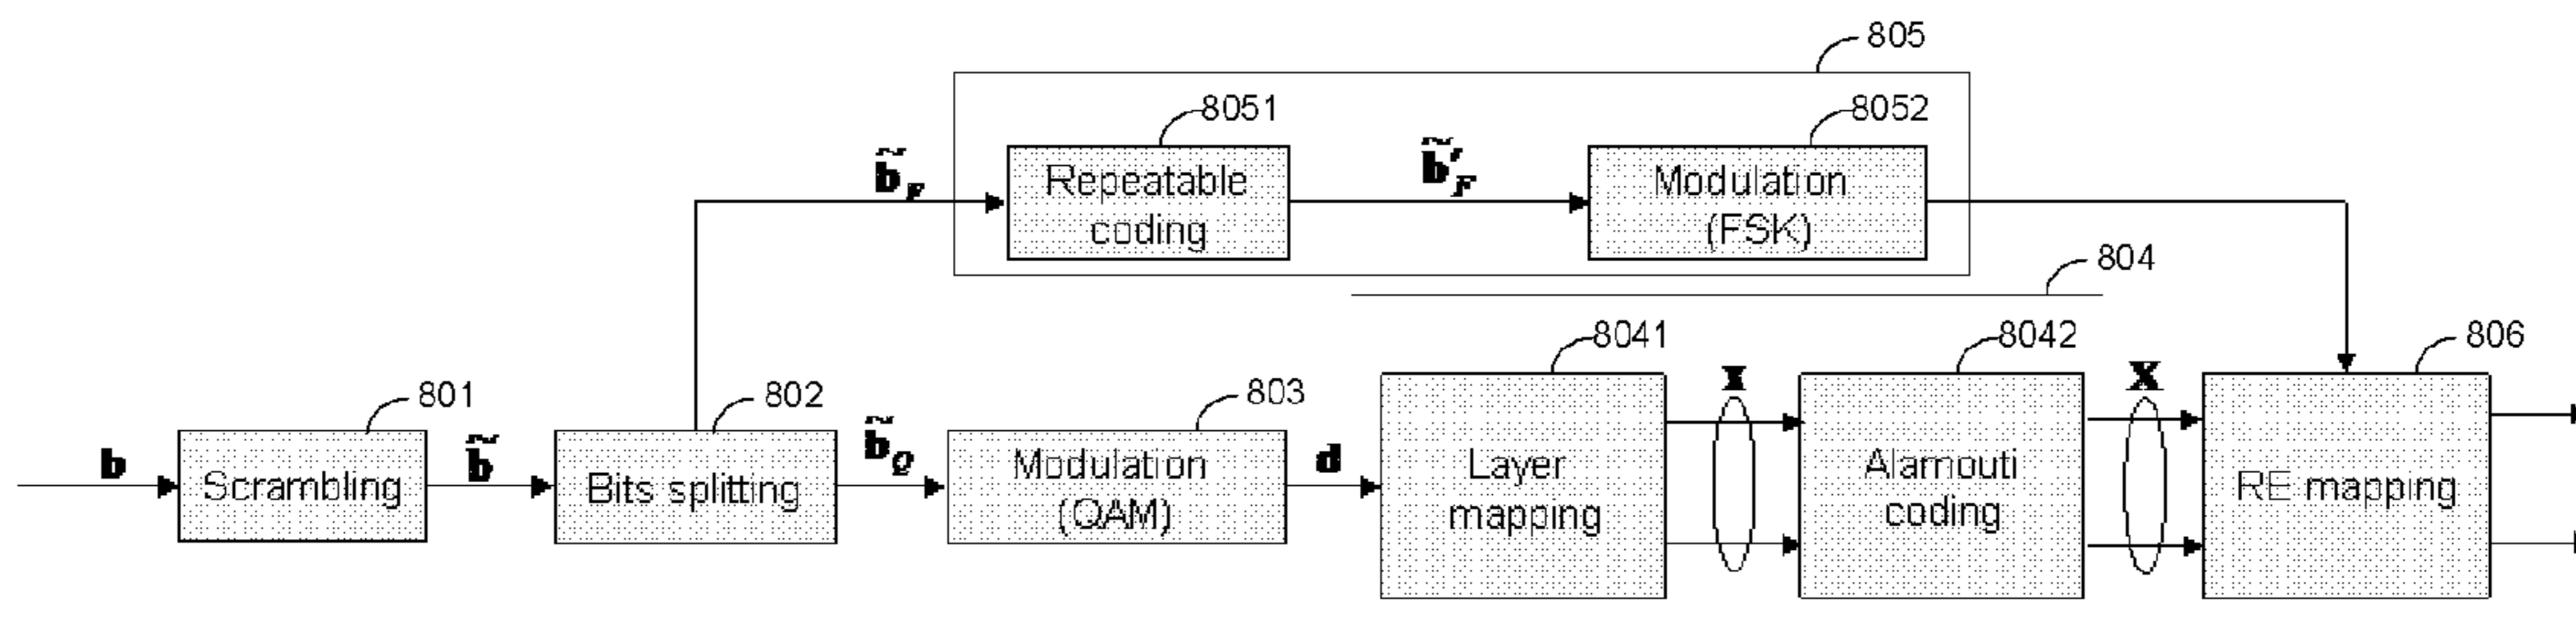 805
8051
8052
b̃_F
Repeatable
coding
b̃′_F
Modulation
(FSK)
804
8041
8042
806
801
802
803
b
Scrambling
b̃
Bits splitting
b̃_Q
Modulation
(QAM)
d
Layer
mapping
x
Alamouti
coding
X
RE mapping